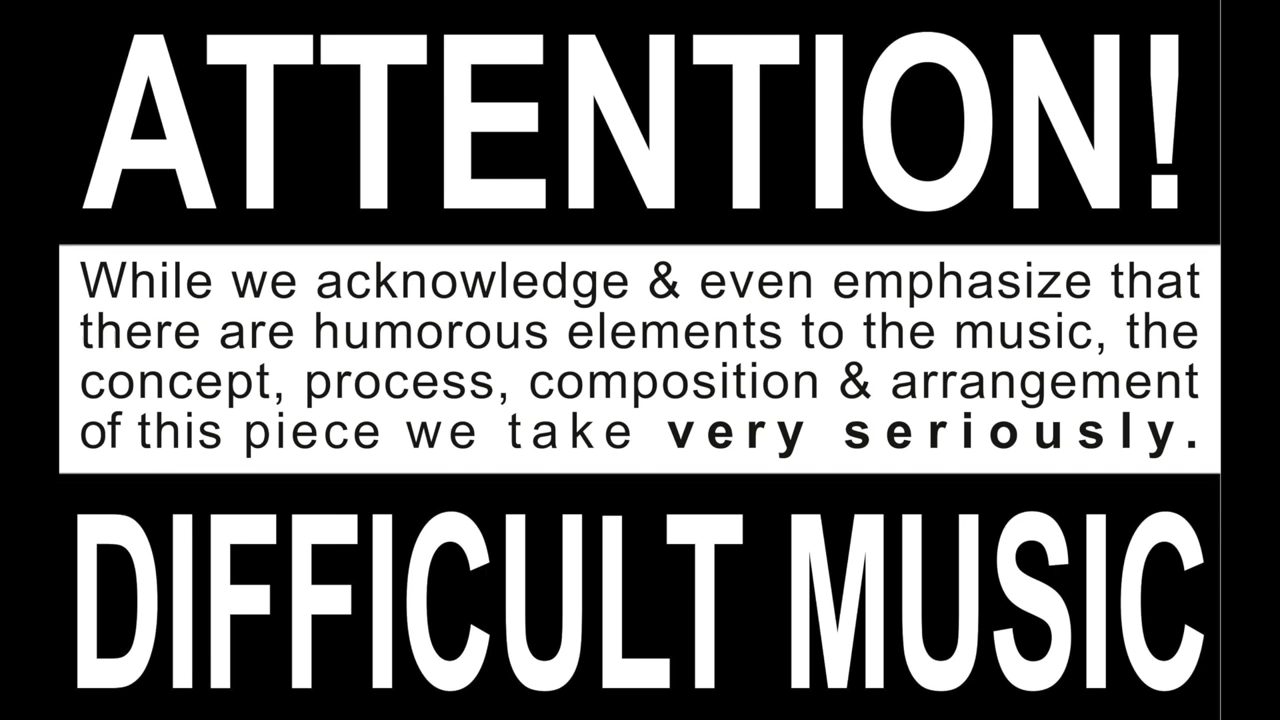 ATTENTION!
While we acknowledge & even emphasize that
there are humorous elements to the music, the
concept, process, composition & arrangement
of this piece we take very seriously.
DIFFICULT MUSIC